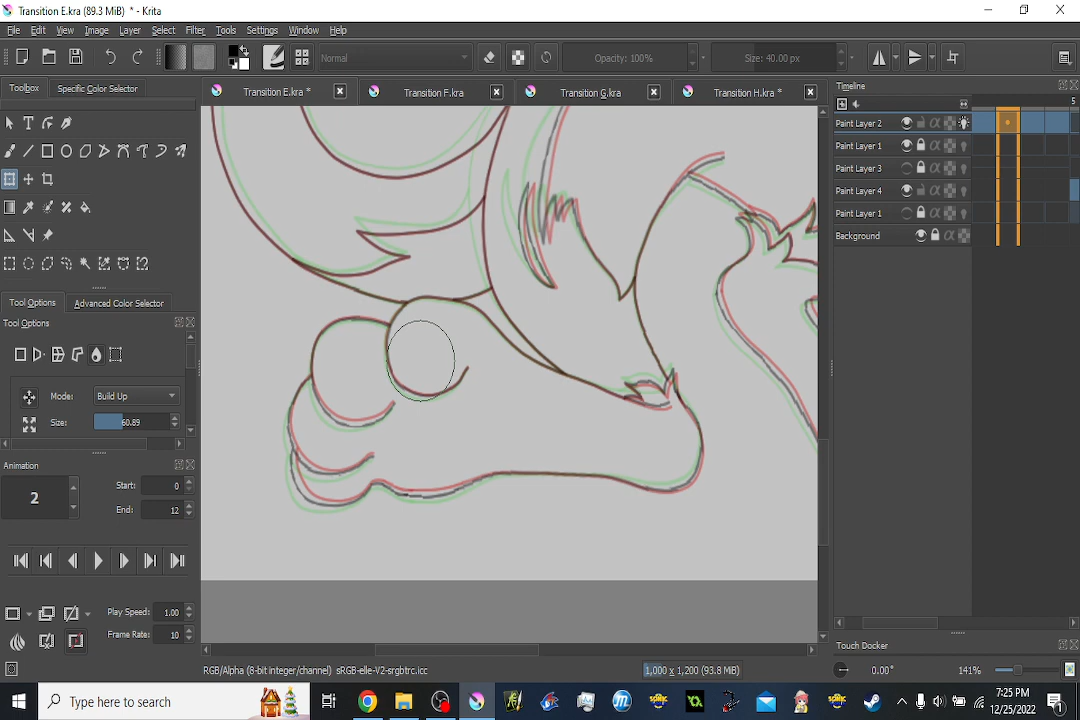 Transition E.kra (89.3 MiB) * - Krita
File Edit View Image Layer Select Filter Tools Settings Window Help
Normal Opacity: 100% Size: 40.00 px
Toolbox Specific Color Selector
Transition E.kra * Transition F.kra Transition G.kra Transition H.kra *
Timeline
5
Paint Layer 2
Paint Layer 1
Paint Layer 3
Paint Layer 4
Paint Layer 1
Background
Tool Options Advanced Color Selector
Tool Options
Mode: Build Up
Size: 60.89
Animation
2 Start: 0
End: 12
Play Speed: 1.00
Frame Rate: 10
Touch Docker
RGB/Alpha (8-bit integer/channel) sRGB-elle-V2-srgbtrc.icc 1,000 x 1,200 (93.8 MiB) 0.00° 141%
Type here to search
7:25 PM
12/25/2022
1